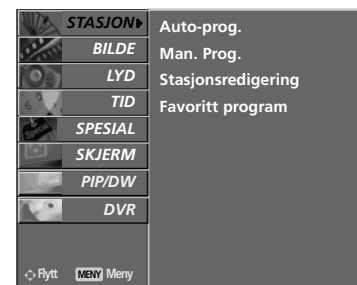 STASJON
BILDE
LYD
TID
SPESIAL
SKJERM
PIP/DW
DVR
Flytt MENY Meny
Auto-prog.
Man. Prog.
Stasjonsredigering
Favoritt program